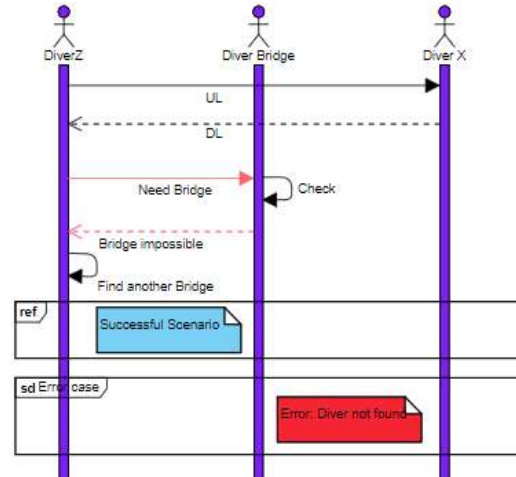 DiverZ
Diver Bridge
Diver X
UL
DL
Need Bridge
Check
Bridge impossible
Find another Bridge
ref
Successful Scenario
sd Error case
Error: Diver not found